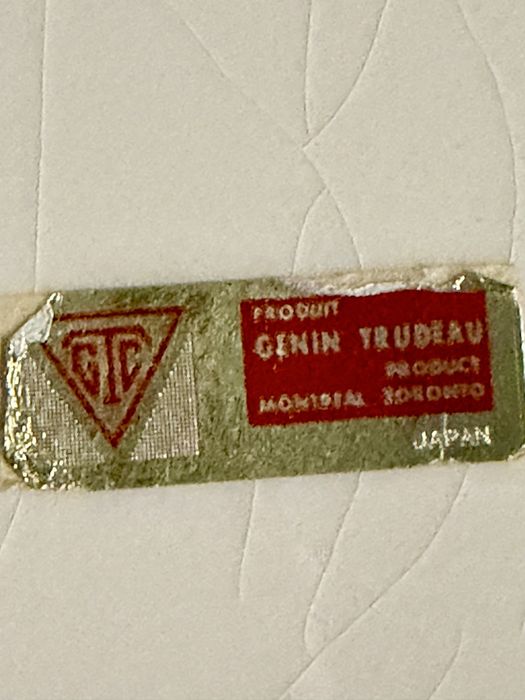 GTC
PRODUIT
GENIN TRUDEAU
PRODUCT
MONTREAL TORONTO
JAPAN